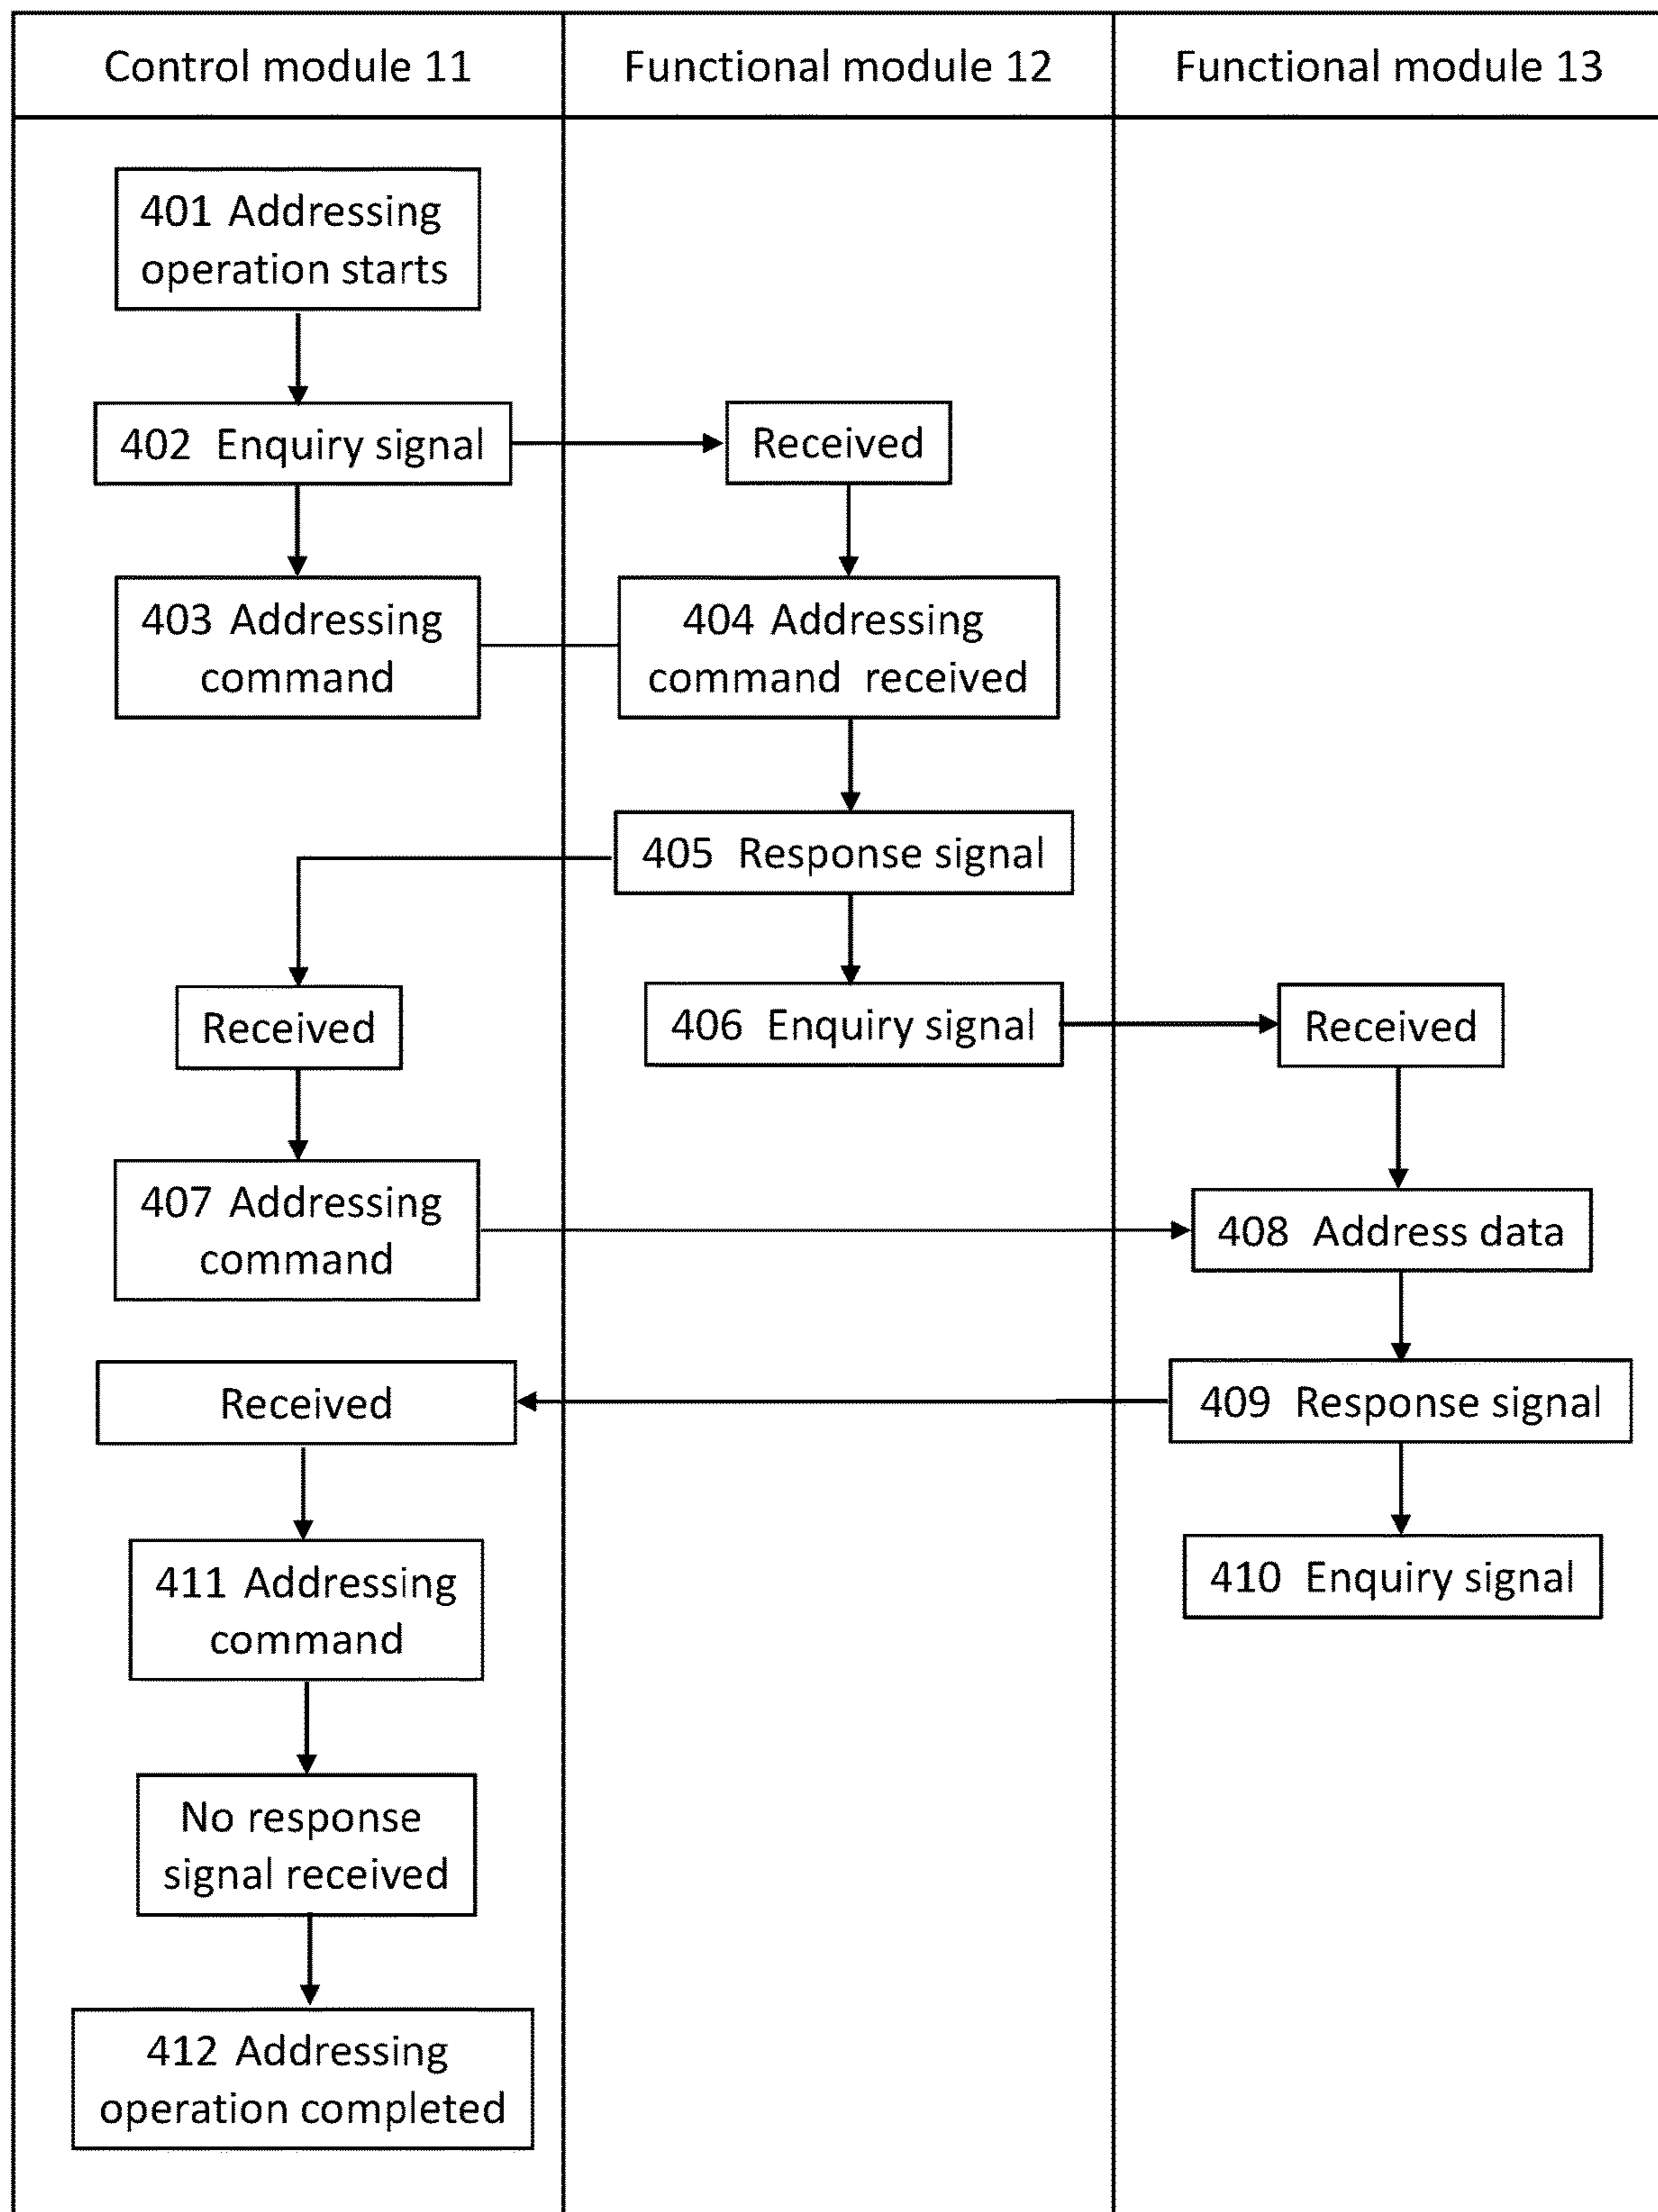 Control module 11
Functional module 12
Functional module 13
401 Addressing
operation starts
402 Enquiry signal
Received
403 Addressing
command
404 Addressing
command received
405 Response signal
Received
406 Enquiry signal
Received
407 Addressing
command
408 Address data
Received
409 Response signal
411 Addressing
command
410 Enquiry signal
No response
signal received
412 Addressing
operation completed